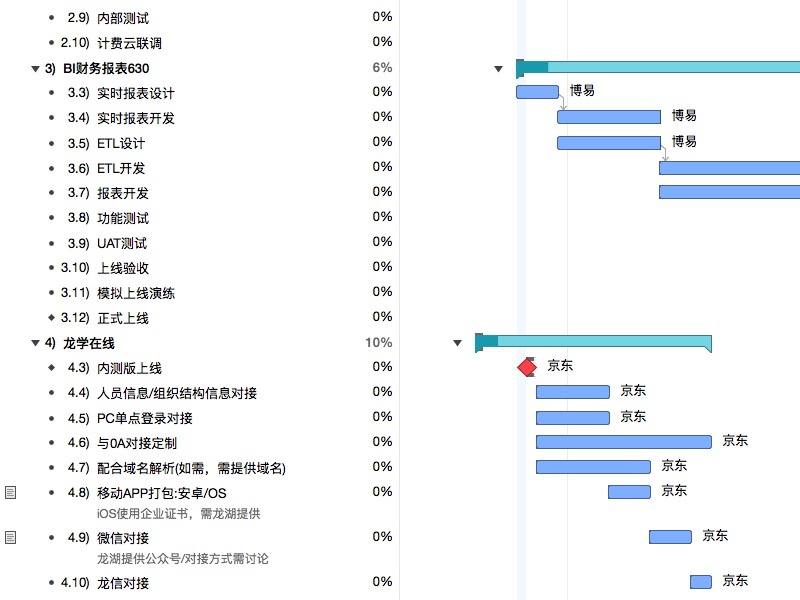 2.9) 内部测试 0%
2.10) 计费云联调 0%
3) BI财务报表630 6%
3.3) 实时报表设计 0% 博易
3.4) 实时报表开发 0% 博易
3.5) ETL设计 0% 博易
3.6) ETL开发 0%
3.7) 报表开发 0%
3.8) 功能测试 0%
3.9) UAT测试 0%
3.10) 上线验收 0%
3.11) 模拟上线演练 0%
3.12) 正式上线 0%
4) 龙学在线 10%
4.3) 内测版上线 0% 京东
4.4) 人员信息/组织结构信息对接 0% 京东
4.5) PC单点登录对接 0% 京东
4.6) 与0A对接定制 0% 京东
4.7) 配合域名解析(如需，需提供域名) 0% 京东
4.8) 移动APP打包:安卓/OS 0% 京东
iOS使用企业证书，需龙湖提供
4.9) 微信对接 0% 京东
龙湖提供公众号/对接方式需讨论
4.10) 龙信对接 0% 京东